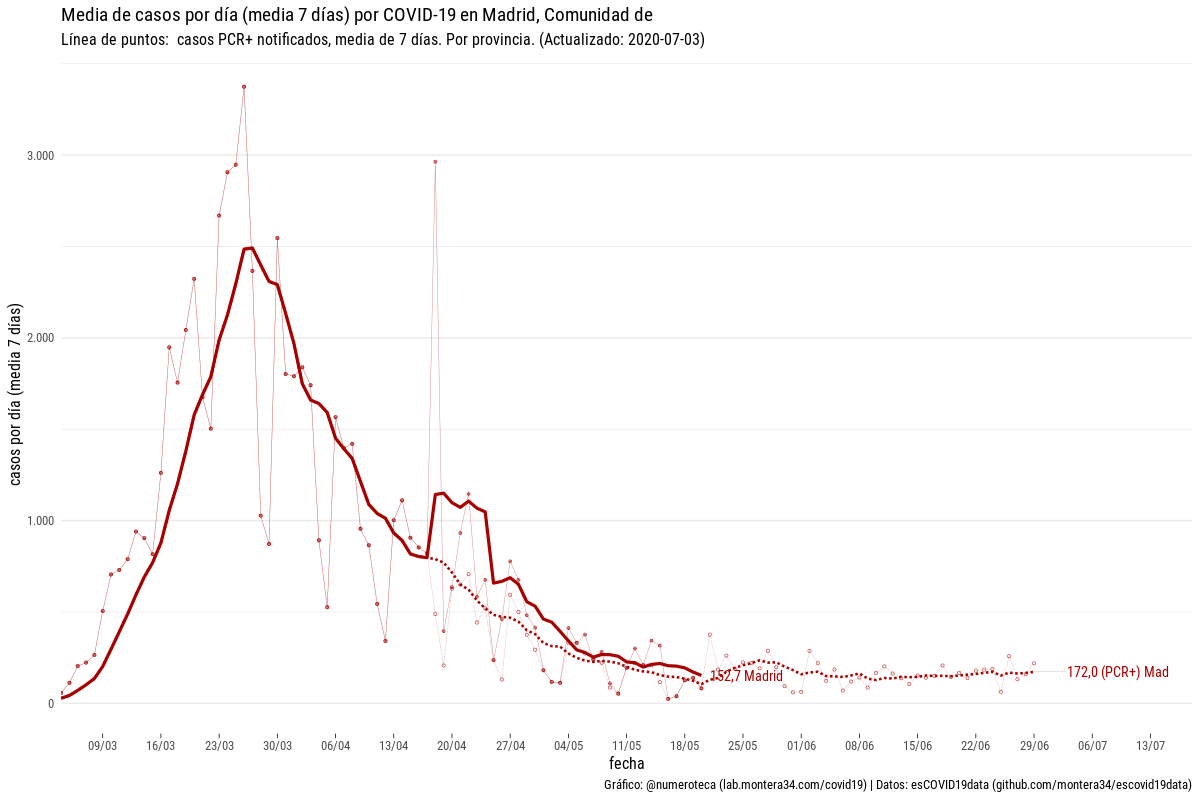 Media de casos por día (media 7 días) por COVID-19 en Madrid, Comunidad de
Línea de puntos:  casos PCR+ notificados, media de 7 días. Por provincia. (Actualizado: 2020-07-03)
casos por día (media 7 días)
3.000
2.000
1.000
0
152,7 Madrid
172,0 (PCR+) Mad
09/03 16/03 23/03 30/03 06/04 13/04 20/04 27/04 04/05 11/05 18/05 25/05 01/06 08/06 15/06 22/06 29/06 06/07 13/07
fecha
Gráfico: @numeroteca (lab.montera34.com/covid19) | Datos: esCOVID19data (github.com/montera34/escovid19data)